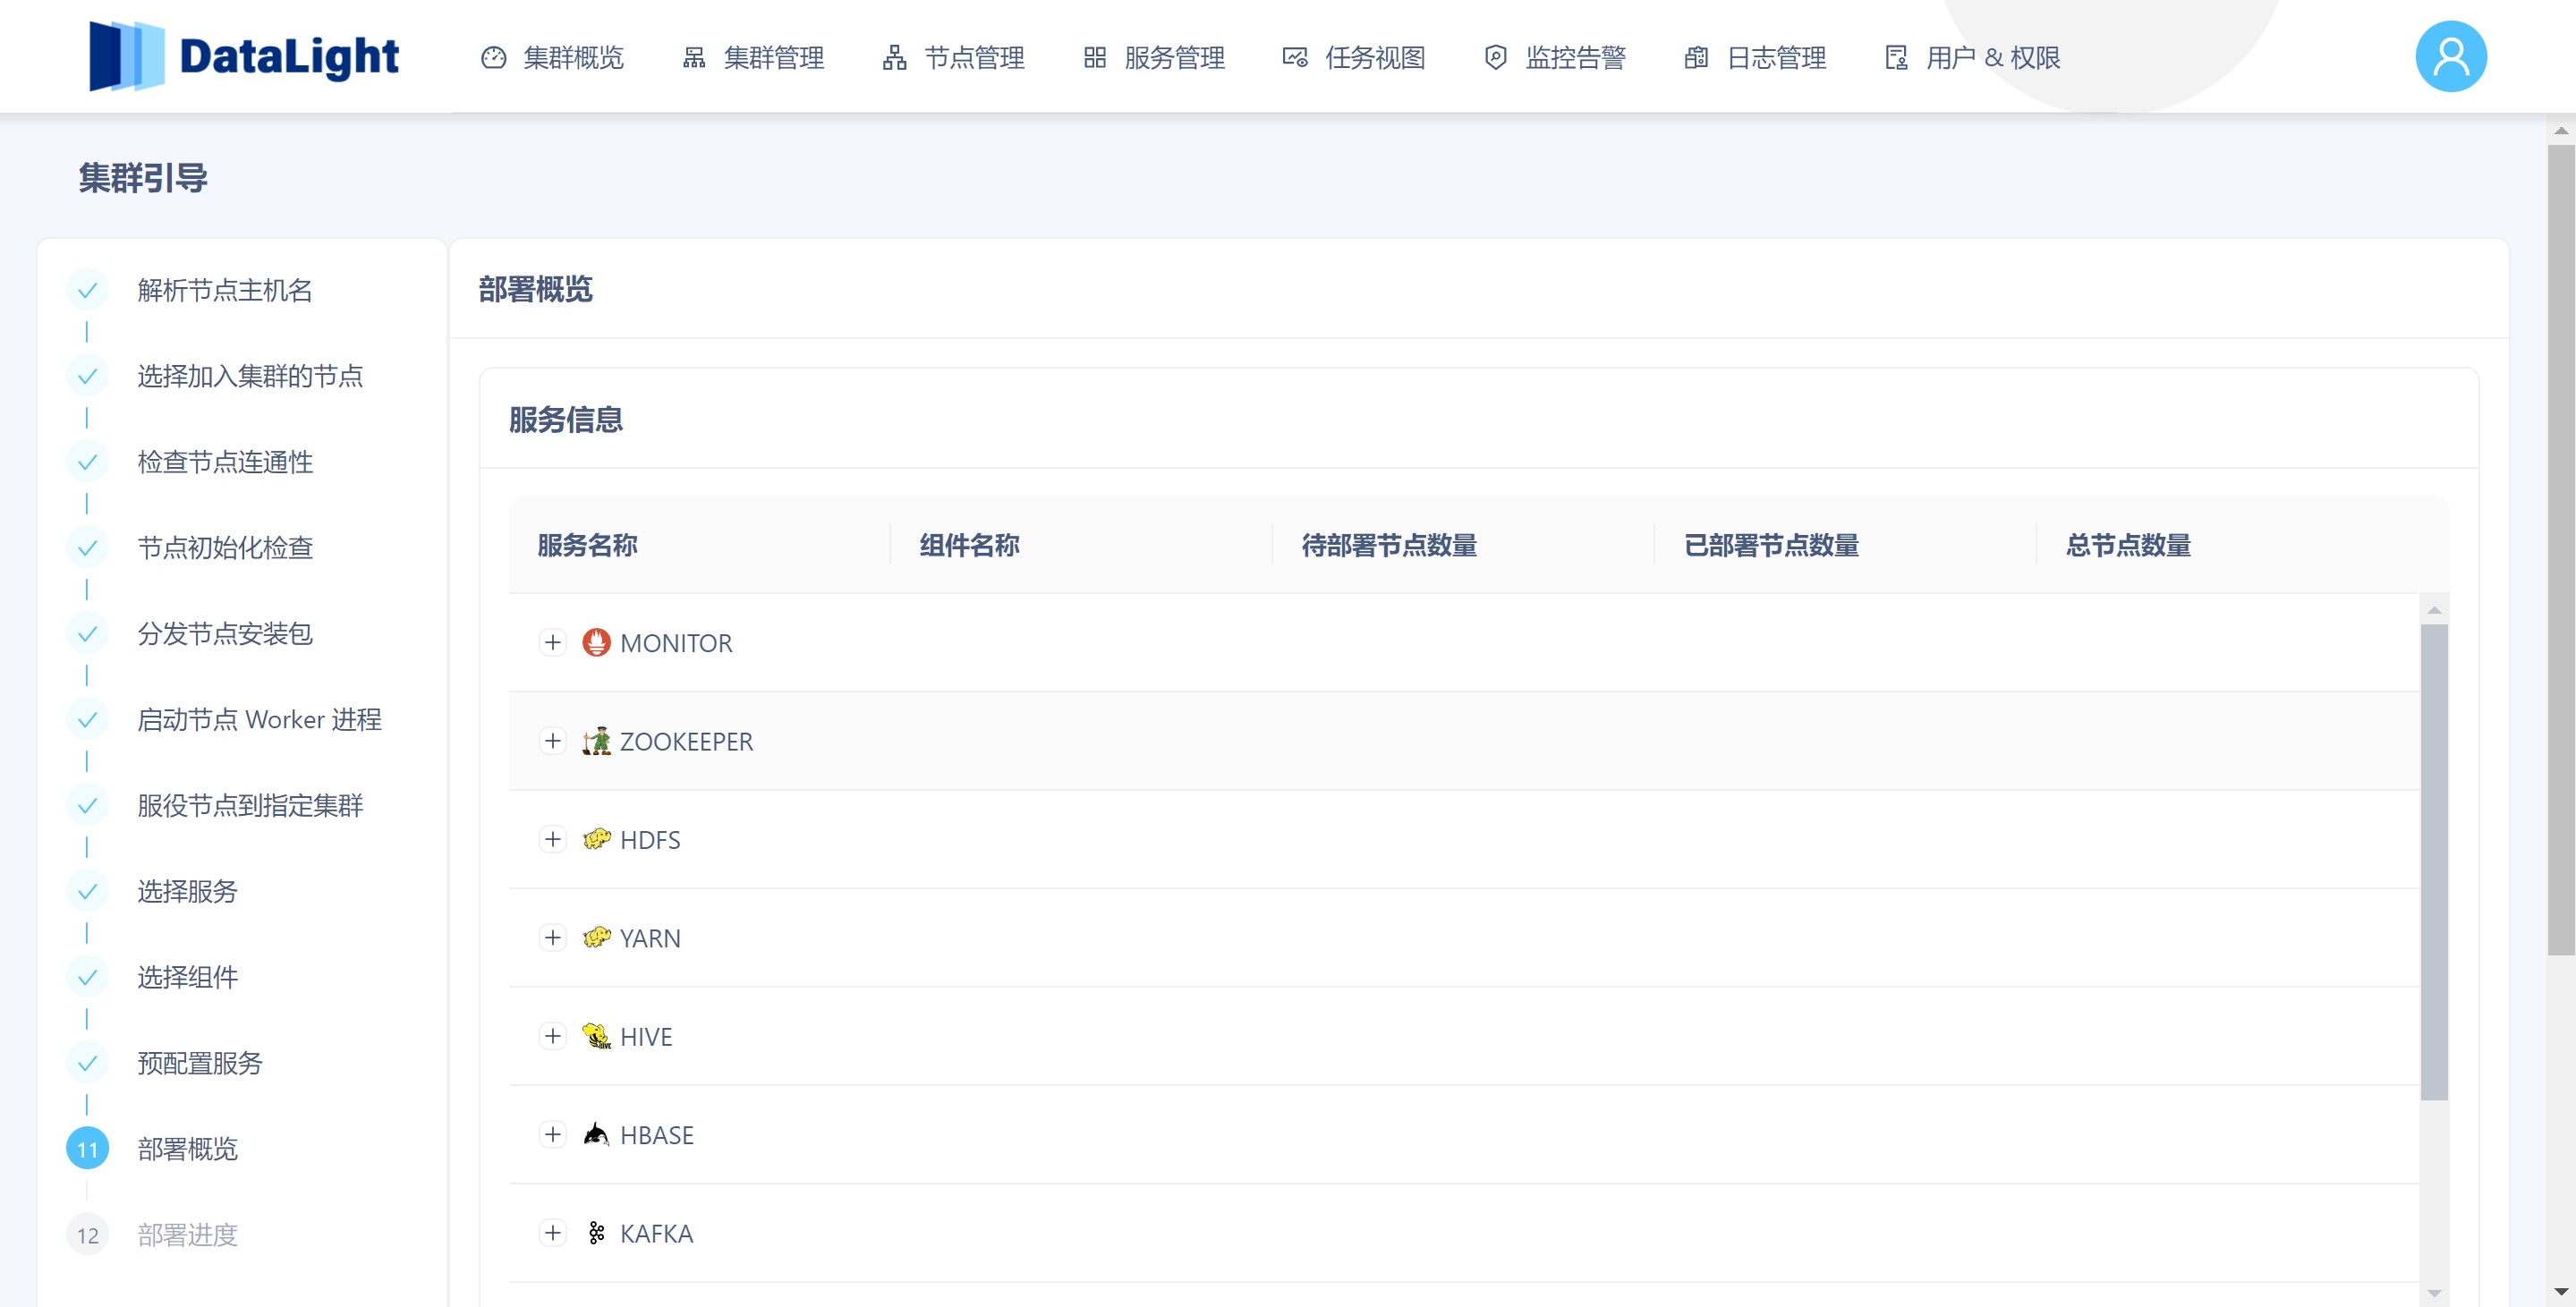 DataLight
集群概览 集群管理 节点管理 服务管理 任务视图 监控告警 日志管理 用户 & 权限
集群引导
解析节点主机名
选择加入集群的节点
检查节点连通性
节点初始化检查
分发节点安装包
启动节点 Worker 进程
服役节点到指定集群
选择服务
选择组件
预配置服务
11 部署概览
12 部署进度
部署概览
服务信息
服务名称 组件名称 待部署节点数量 已部署节点数量 总节点数量
MONITOR
ZOOKEEPER
HDFS
YARN
HIVE
HBASE
KAFKA